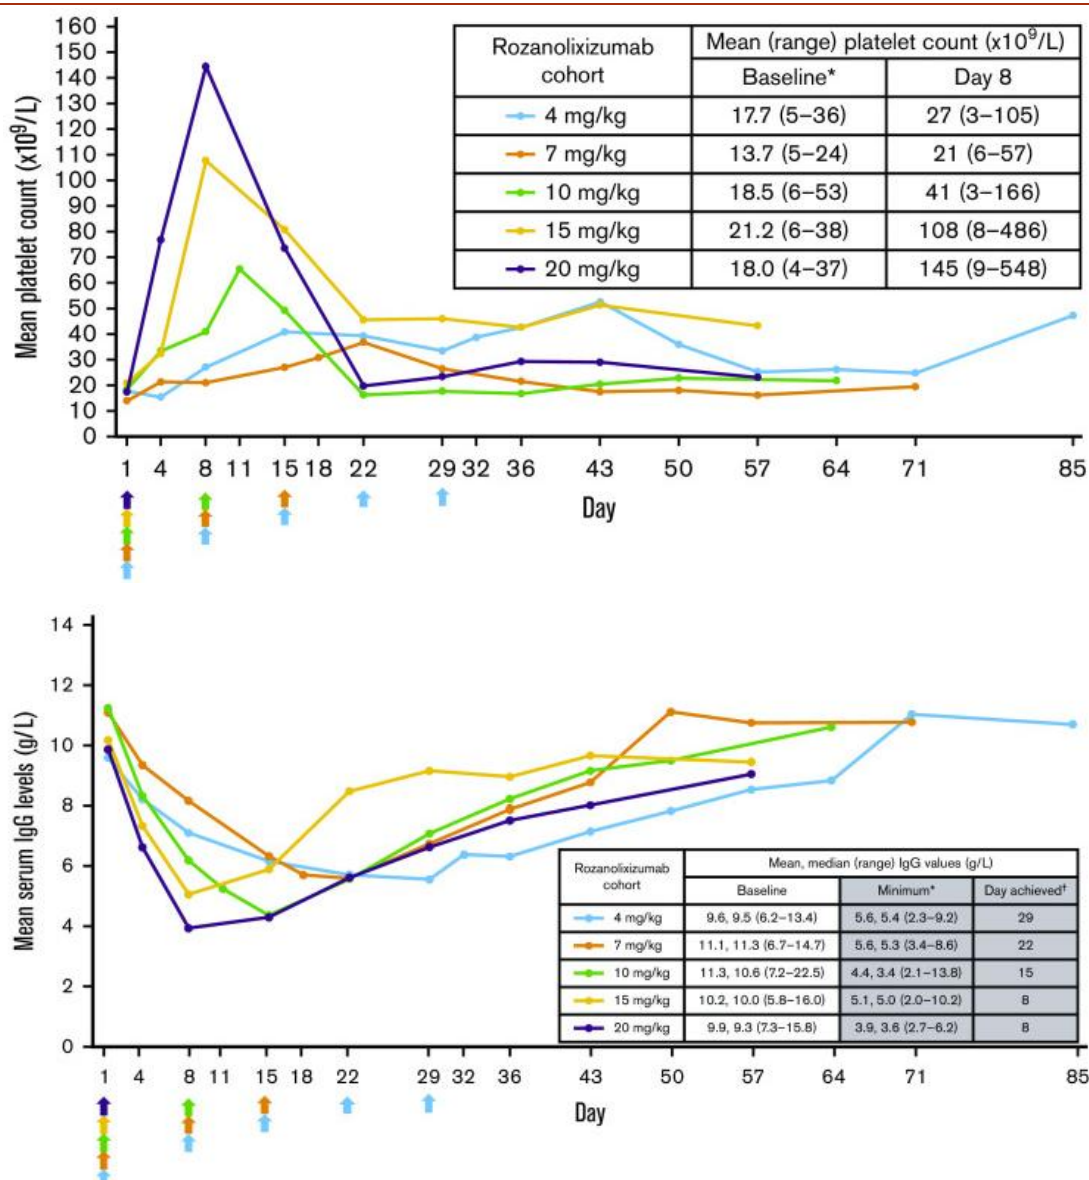 Mean platelet count (x10⁹/L)
160
150
140
130
120
110
100
90
80
70
60
50
40
30
20
10
0
Rozanolixizumab cohort Mean (range) platelet count (x10⁹/L)
Baseline* Day 8
4 mg/kg 17.7 (5–36) 27 (3–105)
7 mg/kg 13.7 (5–24) 21 (6–57)
10 mg/kg 18.5 (6–53) 41 (3–166)
15 mg/kg 21.2 (6–38) 108 (8–486)
20 mg/kg 18.0 (4–37) 145 (9–548)
1 4 8 11 15 18 22 29 32 36 43 50 57 64 71 85
Day
Mean serum IgG levels (g/L)
14
12
10
8
6
4
2
0
Rozanolixizumab cohort Mean, median (range) IgG values (g/L)
Baseline Minimum* Day achieved†
4 mg/kg 9.6, 9.5 (6.2–13.4) 5.6, 5.4 (2.3–9.2) 29
7 mg/kg 11.1, 11.3 (6.7–14.7) 5.6, 5.3 (3.4–8.6) 22
10 mg/kg 11.3, 10.6 (7.2–22.5) 4.4, 3.4 (2.1–13.8) 15
15 mg/kg 10.2, 10.0 (5.8–16.0) 5.1, 5.0 (2.0–10.2) 8
20 mg/kg 9.9, 9.3 (7.3–15.8) 3.9, 3.6 (2.7–6.2) 8
1 4 8 11 15 18 22 29 32 36 43 50 57 64 71 85
Day